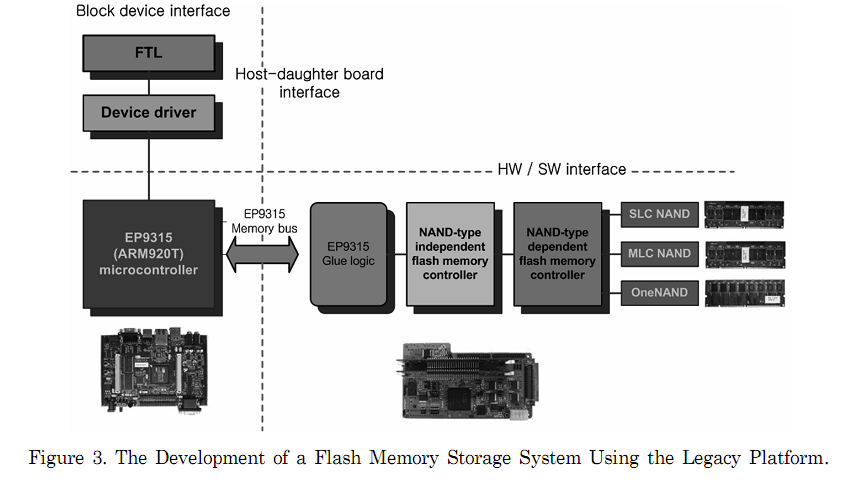 Block device interface
FTL
Host-daughter board
interface
Device driver
HW / SW interface
EP9315
(ARM920T)
microcontroller
EP9315
Memory bus
EP9315
Glue logic
NAND-type
independent
flash memory
controller
NAND-type
dependent
flash memory
controller
SLC NAND
MLC NAND
OneNAND
Figure 3. The Development of a Flash Memory Storage System Using the Legacy Platform.